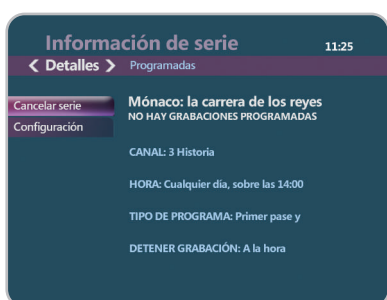 Información de serie
11:25
< Detalles > Programadas
Cancelar serie
Configuración
Mónaco: la carrera de los reyes
NO HAY GRABACIONES PROGRAMADAS
CANAL: 3 Historia
HORA: Cualquier día, sobre las 14:00
TIPO DE PROGRAMA: Primer pase y
DETENER GRABACIÓN: A la hora